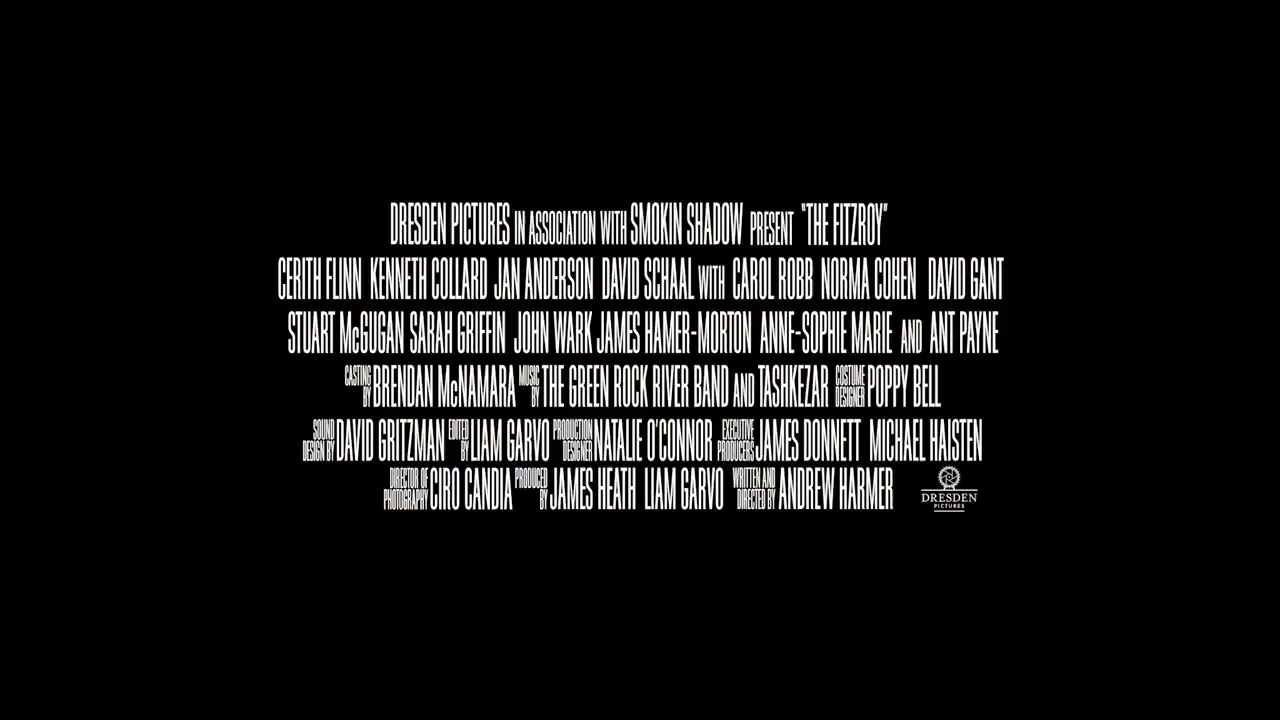 DRESDEN PICTURES IN ASSOCIATION WITH SMOKIN SHADOW PRESENT "THE FITZROY"
CERITH FLINN KENNETH COLLARD JAN ANDERSON DAVID SCHAAL WITH CAROL ROBB NORMA COHEN DAVID GANT
STUART McGUGAN SARAH GRIFFIN JOHN WARK JAMES HAMER-MORTON ANNE-SOPHIE MARIE AND ANT PAYNE
CASTING BY BRENDAN McNAMARA MUSIC BY THE GREEN ROCK RIVER BAND AND TASHKEZAR COSTUME DESIGNER POPPY BELL
SOUND DESIGN BY DAVID GRITZMAN EDITED BY LIAM GARVO PRODUCTION DESIGNER NATALIE O'CONNOR EXECUTIVE PRODUCERS JAMES DONNETT MICHAEL HAISTEN
DIRECTOR OF PHOTOGRAPHY CIRO CANDIA PRODUCED BY JAMES HEATH LIAM GARVO WRITTEN AND DIRECTED BY ANDREW HARMER
DRESDEN
PICTURES